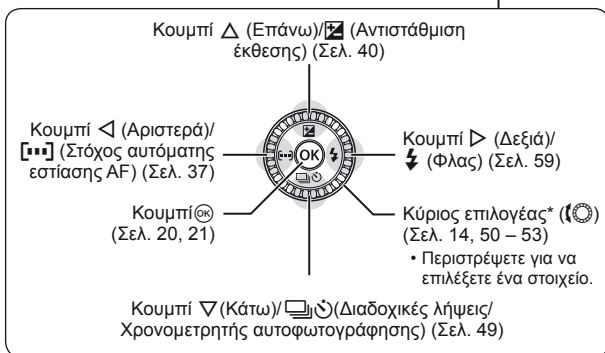 Κουμπί △ (Επάνω)/☒ (Αντιστάθμιση
έκθεσης) (Σελ. 40)
Κουμπί ◁ (Αριστερά)/
[▪▪▪] (Στόχος αυτόματης
εστίασης AF) (Σελ. 37)
OK
Κουμπί ▷ (Δεξιά)/
⚡ (Φλας) (Σελ. 59)
Κουμπί OK
(Σελ. 20, 21)
Κύριος επιλογέας* (
(Σελ. 14, 50 – 53)
• Περιστρέψετε για να
επιλέξετε ένα στοιχείο.
Κουμπί ▽(Κάτω)/(Διαδοχικές λήψεις/
Χρονομετρητής αυτοφωτογράφησης) (Σελ. 49)